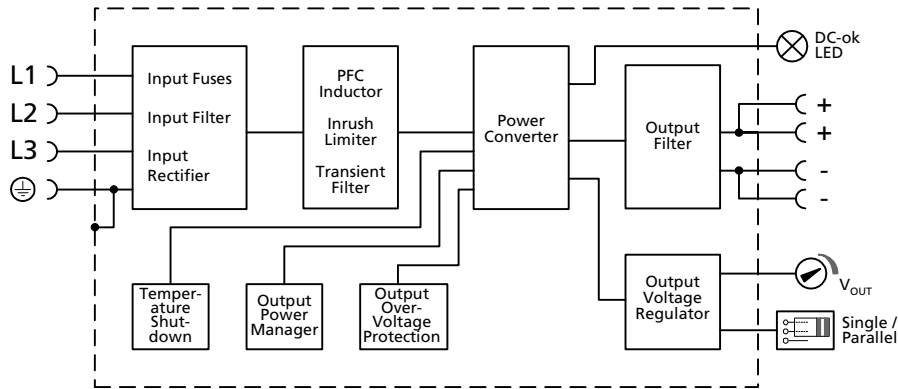 L1
L2
L3
Input Fuses
Input Filter
Input
Rectifier
PFC
Inductor
Inrush
Limiter
Transient
Filter
Power
Converter
Output
Filter
DC-ok
LED
+
+
-
-
Temper-
ature
Shut-
down
Output
Power
Manager
Output
Over-
Voltage
Protection
Output
Voltage
Regulator
VOUT
Single /
Parallel